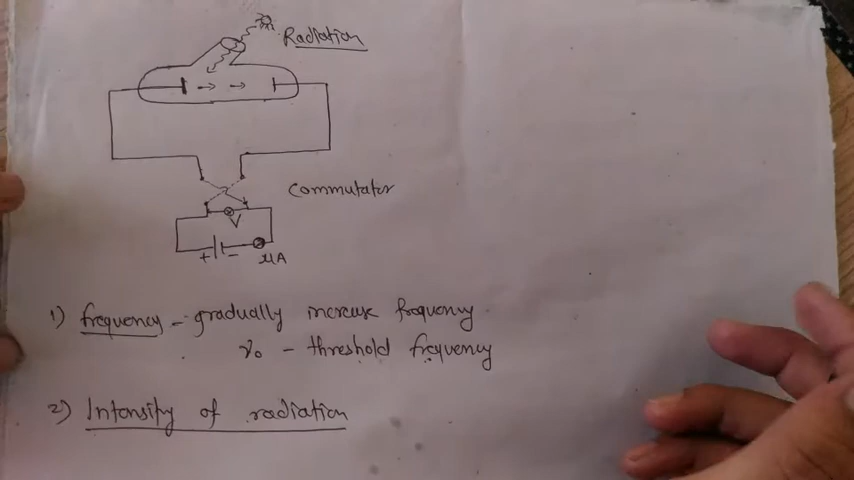 Radiation
Commutator
V
+ -
μA
1) frequency - gradually increase frequency
ν₀ - threshold frequency
2) Intensity of radiation